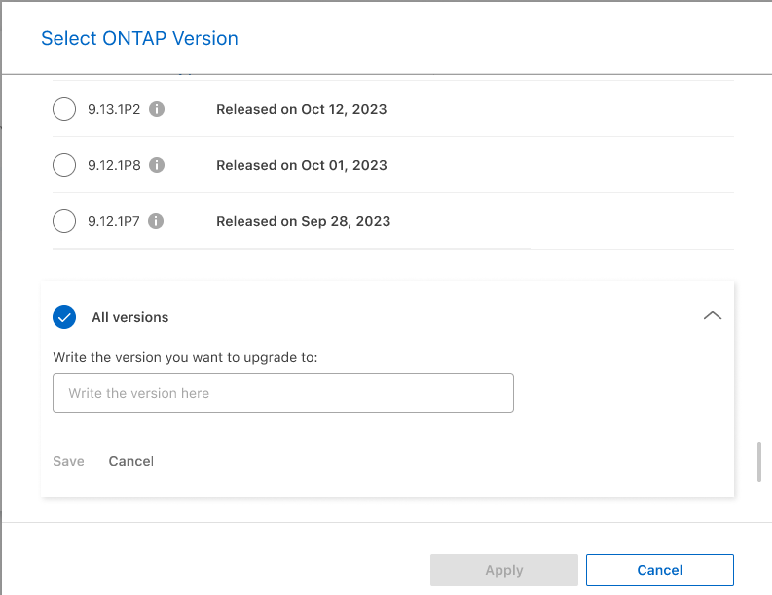 Select ONTAP Version
9.13.1P2 Released on Oct 12, 2023
9.12.1P8 Released on Oct 01, 2023
9.12.1P7 Released on Sep 28, 2023
All versions
Write the version you want to upgrade to:
Write the version here
Save Cancel
Apply Cancel